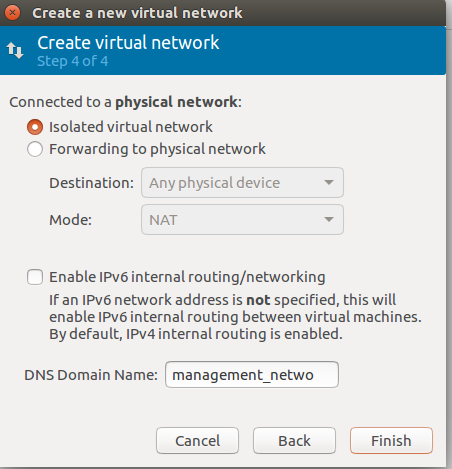 Create a new virtual network
Create virtual network
Step 4 of 4
Connected to a physical network:
Isolated virtual network
Forwarding to physical network
Destination: Any physical device
Mode: NAT
Enable IPv6 internal routing/networking
If an IPv6 network address is not specified, this will
enable IPv6 internal routing between virtual machines.
By default, IPv4 internal routing is enabled.
DNS Domain Name: management_netwo
Cancel Back Finish